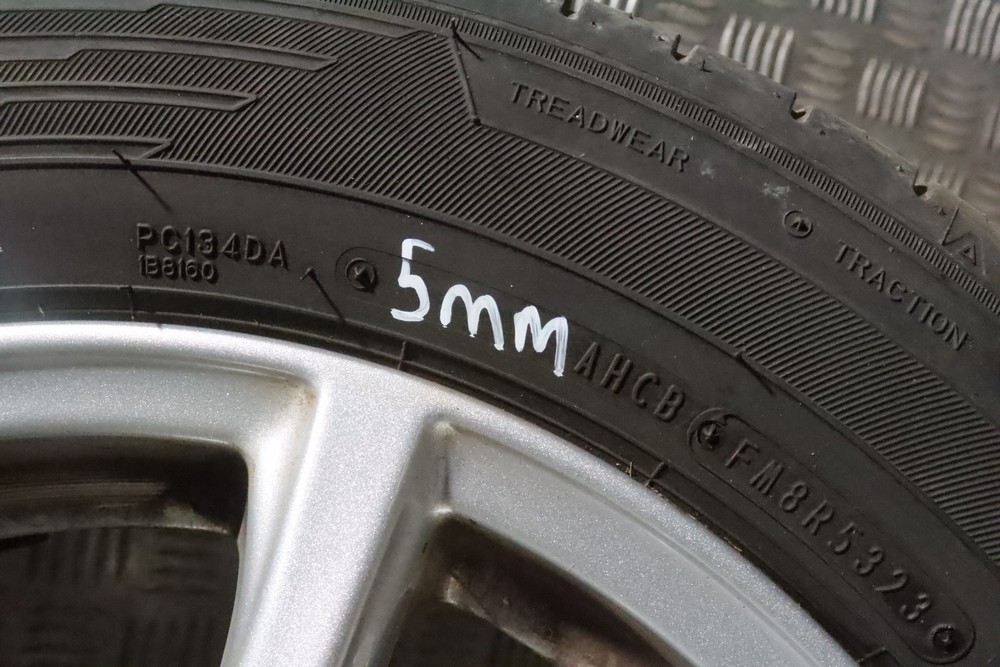 TREADWEAR
TRACTION
A
PC134DA
1B8160
5mm
AHCB
FM8R5323